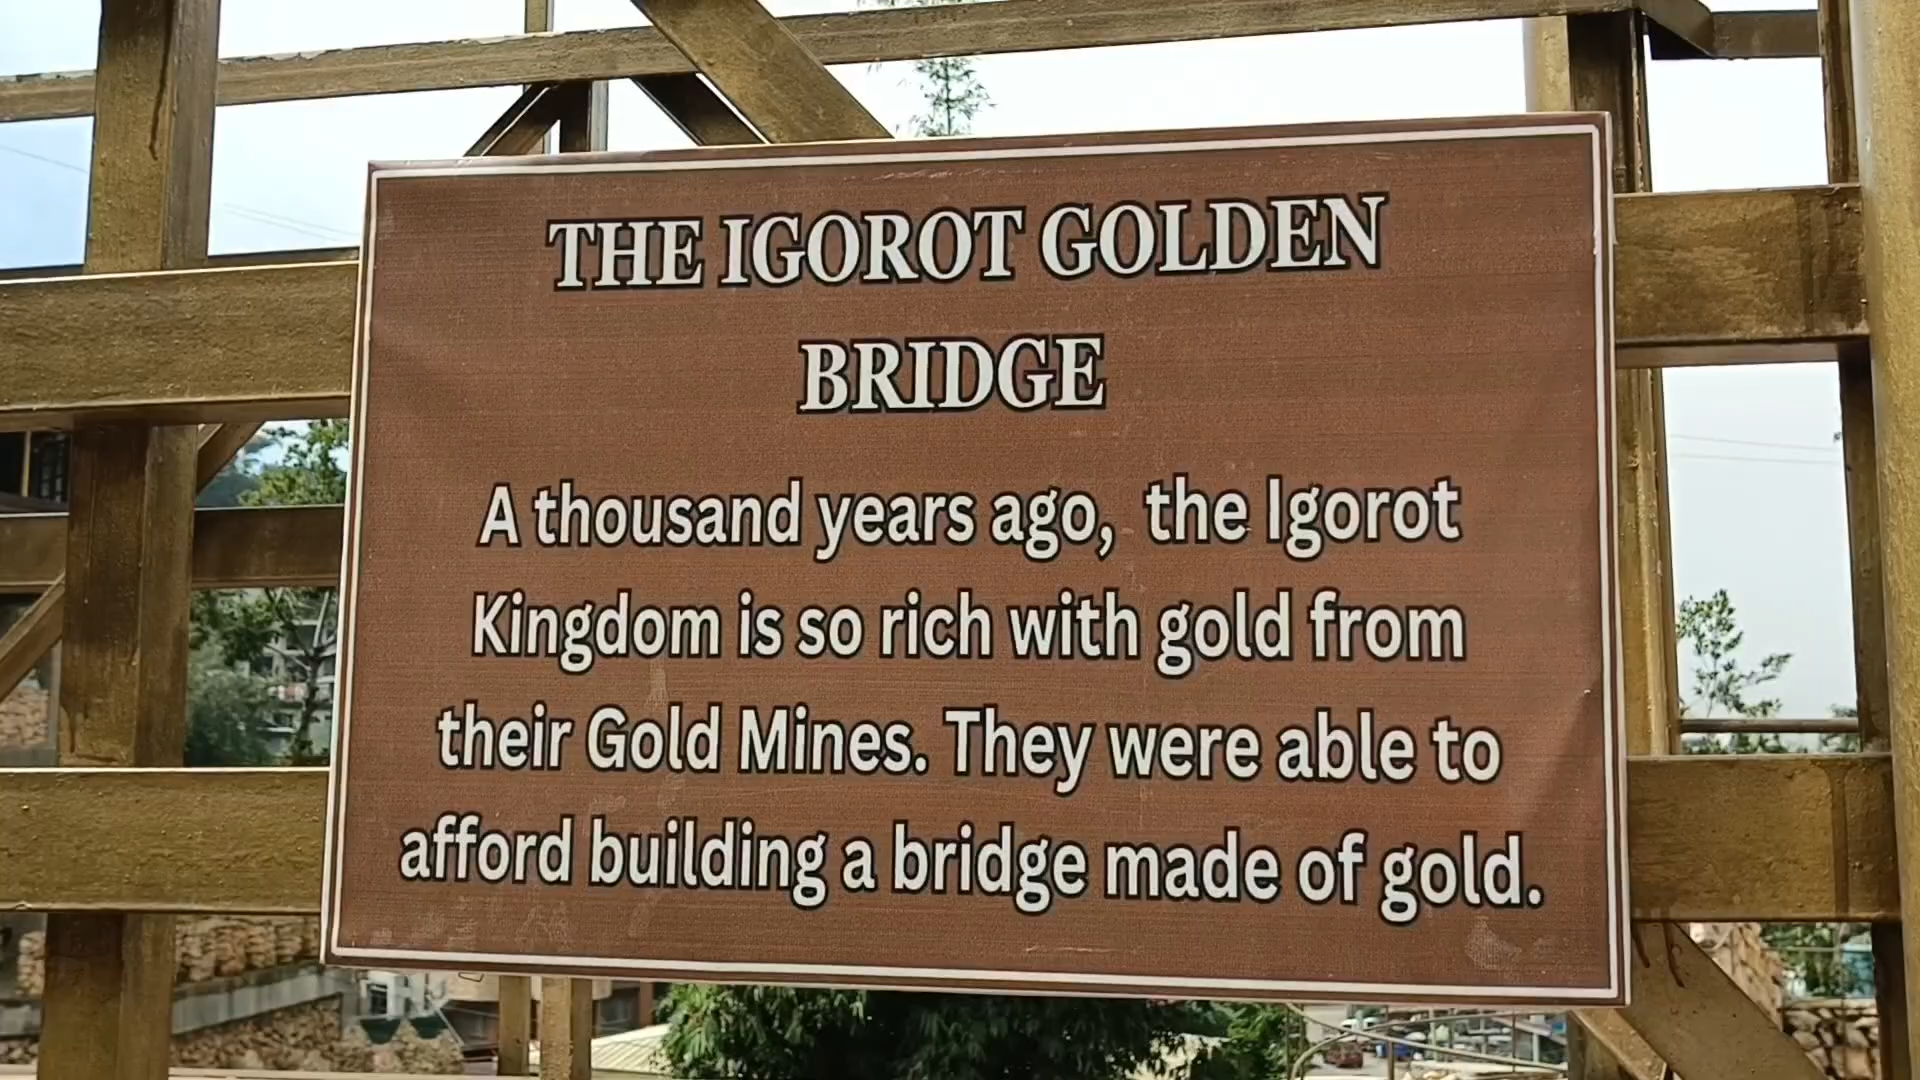 THE IGOROT GOLDEN
BRIDGE
A thousand years ago, the Igorot
Kingdom is so rich with gold from
their Gold Mines. They were able to
afford building a bridge made of gold.